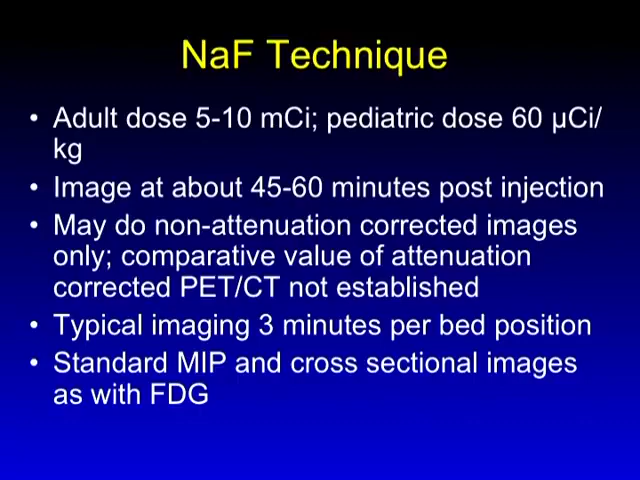 NaF Technique
• Adult dose 5-10 mCi; pediatric dose 60 µCi/
kg
• Image at about 45-60 minutes post injection
• May do non-attenuation corrected images
only; comparative value of attenuation
corrected PET/CT not established
• Typical imaging 3 minutes per bed position
• Standard MIP and cross sectional images
as with FDG